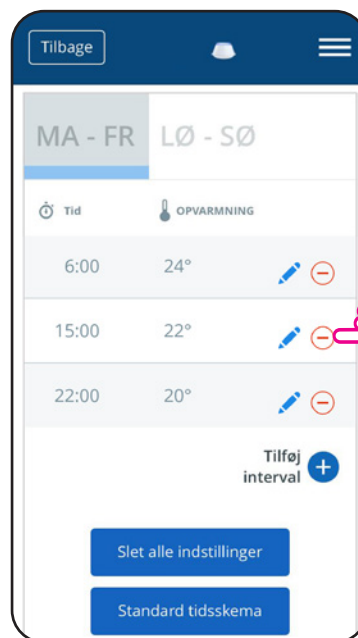 Tilbage
MA - FR LØ - SØ
Tid OPVARMNING
6:00 24°
15:00 22°
22:00 20°
Tilføj
interval
Slet alle indstillinger
Standard tidsskema